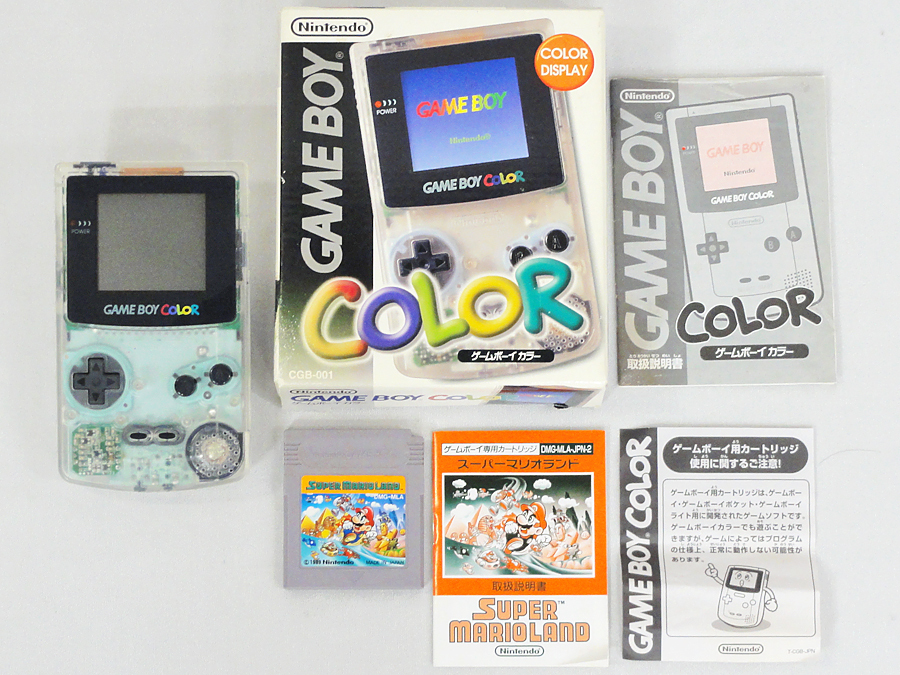 POWER
GAME BOY COLOR
Nintendo
GAME BOY
COLOR
DISPLAY
POWER
GAME BOY
Nintendo
GAME BOY COLOR
COLOR
ゲームボーイ カラー
CGB-001
Nintendo
GAME BOY COLOR
Nintendo
GAME BOY
GAME BOY
Nintendo
GAME BOY COLOR
B
A
COLOR
取扱説明書
ゲームボーイ カラー
SUPER MARIOLAND
DMG-MLA
©1989 Nintendo
MADE IN JAPAN
ゲームボーイ専用カートリッジ DMG-MLA-JPN-2
スーパーマリオランド
取扱説明書
SUPER
MARIOLAND™
Nintendo
GAME BOY COLOR
ゲームボーイ用カートリッジ
使用に関するご注意!
ゲームボーイ用カートリッジは、ゲームボー
イ・ゲームボーイポケット・ゲームボーイ
ライト用に開発されたゲームソフトです。
ゲームボーイカラーでも遊ぶことがで
きますが、ゲームによってはプログラム
の仕様上、正常に動作しない可能性が
あります。
Nintendo